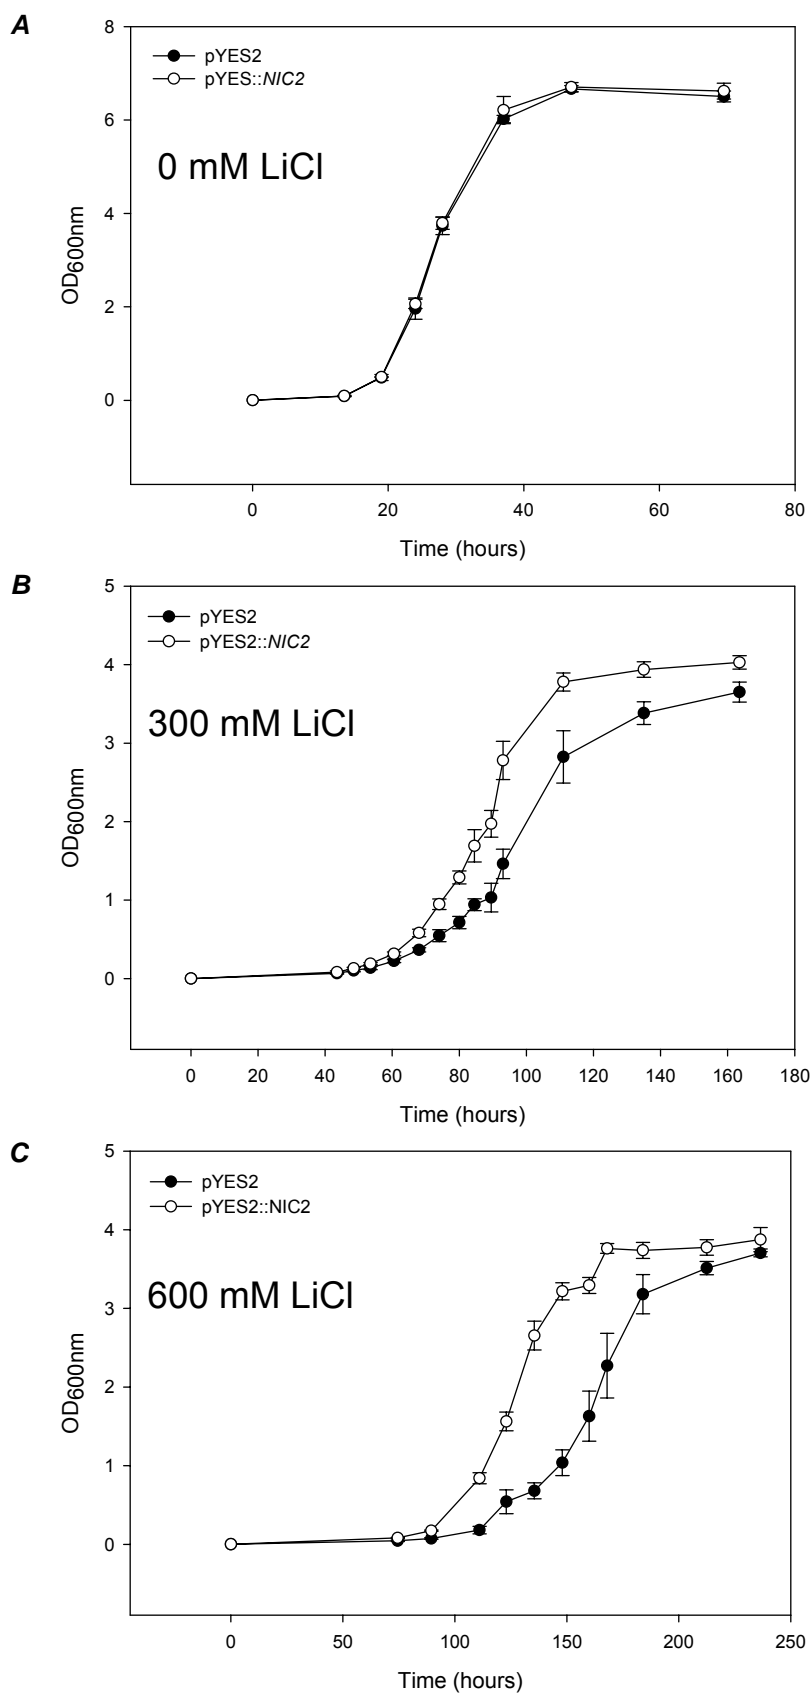 A
8
pYES2
pYES::NIC2
6
0 mM LiCl
4
OD600nm
2
0
0 20 40 60 80
Time (hours)
B
5
pYES2
pYES2::NIC2
4
300 mM LiCl
3
OD600nm
2
1
0
0 20 40 60 80 100 120 140 160 180
Time (hours)
C
5
pYES2
pYES2::NIC2
4
600 mM LiCl
3
OD600nm
2
1
0
0 50 100 150 200 250
Time (hours)